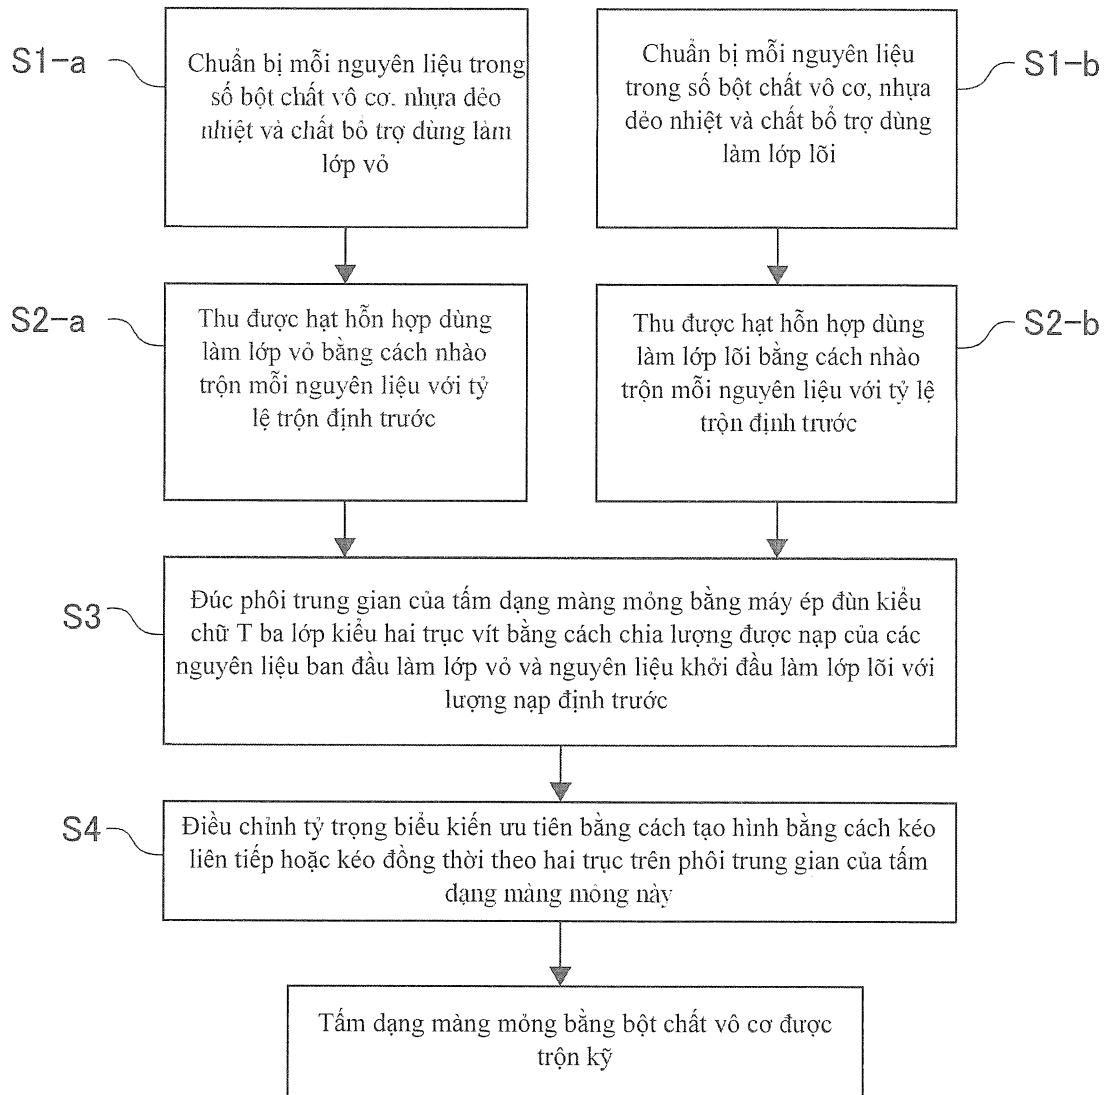 S1-a
Chuẩn bị mỗi nguyên liệu trong
số bột chất vô cơ, nhựa dẻo
nhiệt và chất bổ trợ dùng làm
lớp vỏ
Chuẩn bị mỗi nguyên liệu
trong số bột chất vô cơ, nhựa
dẻo nhiệt và chất bổ trợ dùng
làm lớp lõi
S1-b
S2-a
Thu được hạt hỗn hợp dùng
làm lớp vỏ bằng cách nhào
trộn mỗi nguyên liệu với tỷ
lệ trộn định trước
Thu được hạt hỗn hợp dùng
làm lớp lõi bằng cách nhào
trộn mỗi nguyên liệu với tỷ lệ
trộn định trước
S2-b
S3
Đúc phôi trung gian của tấm dạng màng mỏng bằng máy ép đùn kiểu
chữ T ba lớp kiểu hai trục vít bằng cách chia lượng được nạp của các
nguyên liệu ban đầu làm lớp vỏ và nguyên liệu khởi đầu làm lớp lõi với
lượng nạp định trước
S4
Điều chỉnh tỷ trọng biểu kiến ưu tiên bằng cách tạo hình bằng cách kéo
liên tiếp hoặc kéo đồng thời theo hai trục trên phôi trung gian của tấm
dạng màng mỏng này
Tấm dạng màng mỏng bằng bột chất vô cơ được
trộn kỹ